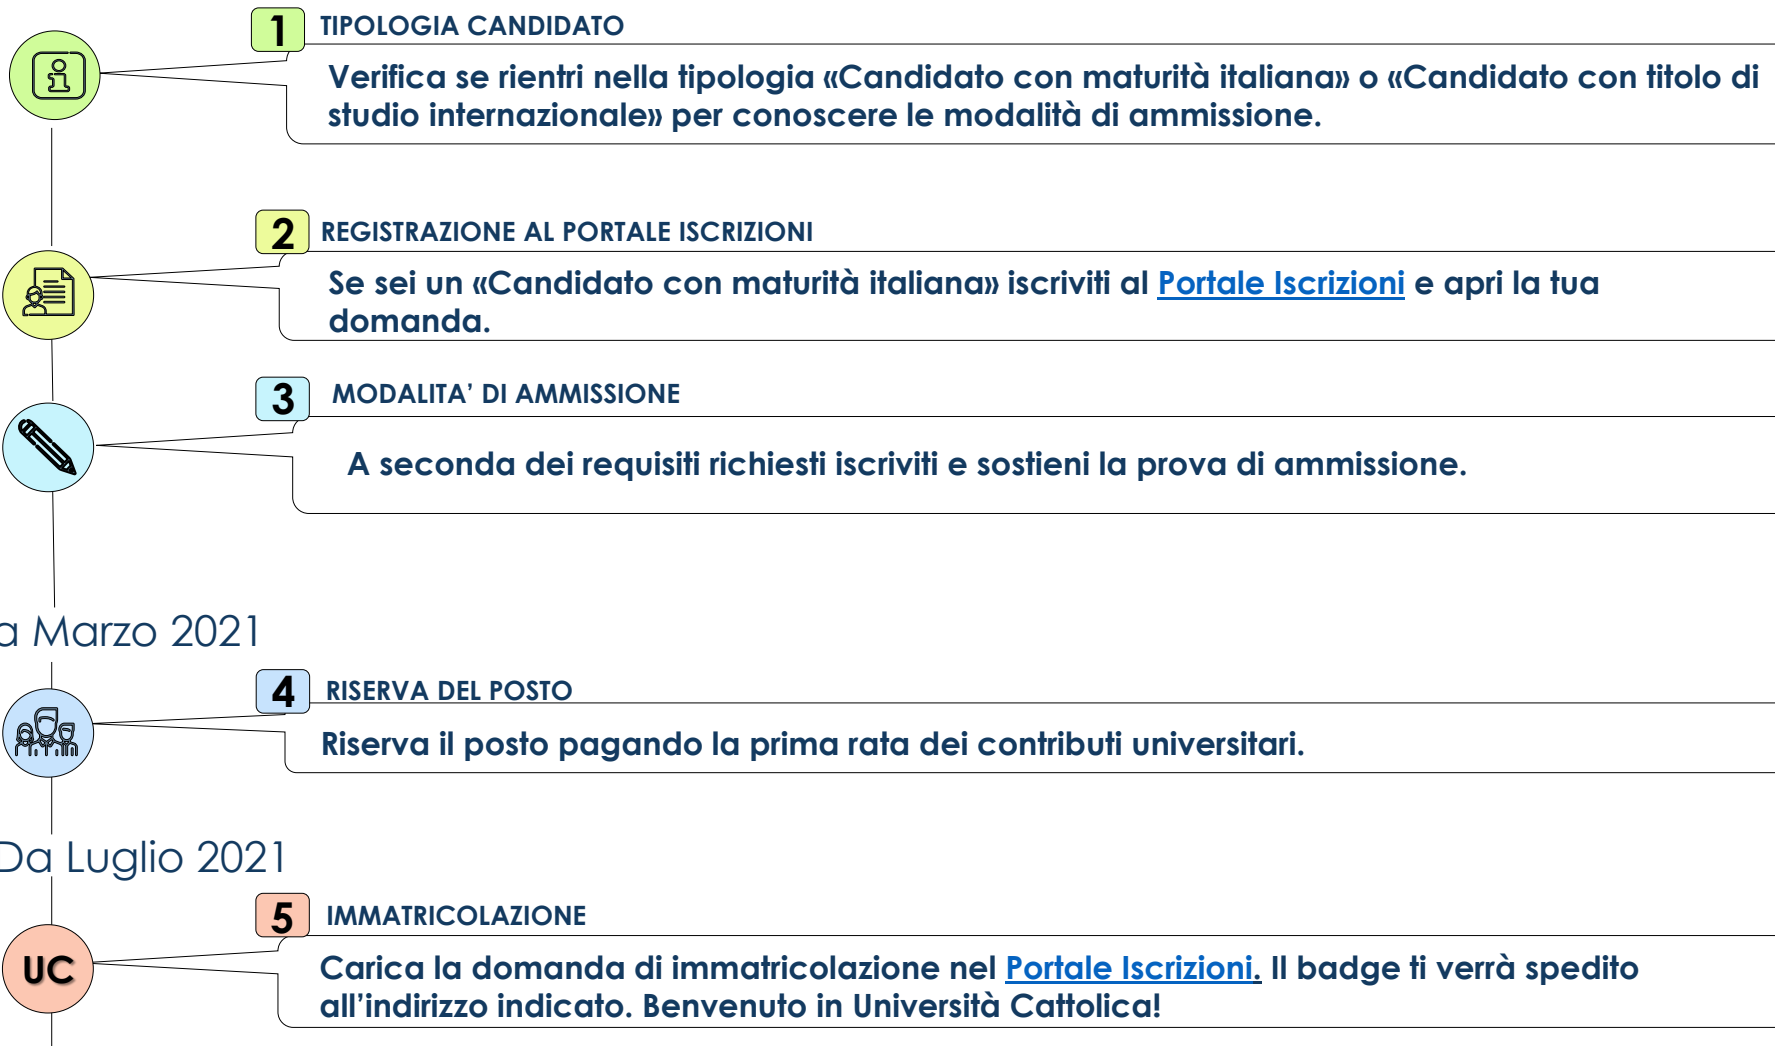 1 TIPOLOGIA CANDIDATO
Verifica se rientri nella tipologia «Candidato con maturità italiana» o «Candidato con titolo di
studio internazionale» per conoscere le modalità di ammissione.
2 REGISTRAZIONE AL PORTALE ISCRIZIONI
Se sei un «Candidato con maturità italiana» iscriviti al Portale Iscrizioni e apri la tua
domanda.
3 MODALITA’ DI AMMISSIONE
A seconda dei requisiti richiesti iscriviti e sostieni la prova di ammissione.
a Marzo 2021
4 RISERVA DEL POSTO
Riserva il posto pagando la prima rata dei contributi universitari.
Da Luglio 2021
5 IMMATRICOLAZIONE
UC
Carica la domanda di immatricolazione nel Portale Iscrizioni. Il badge ti verrà spedito
all’indirizzo indicato. Benvenuto in Università Cattolica!